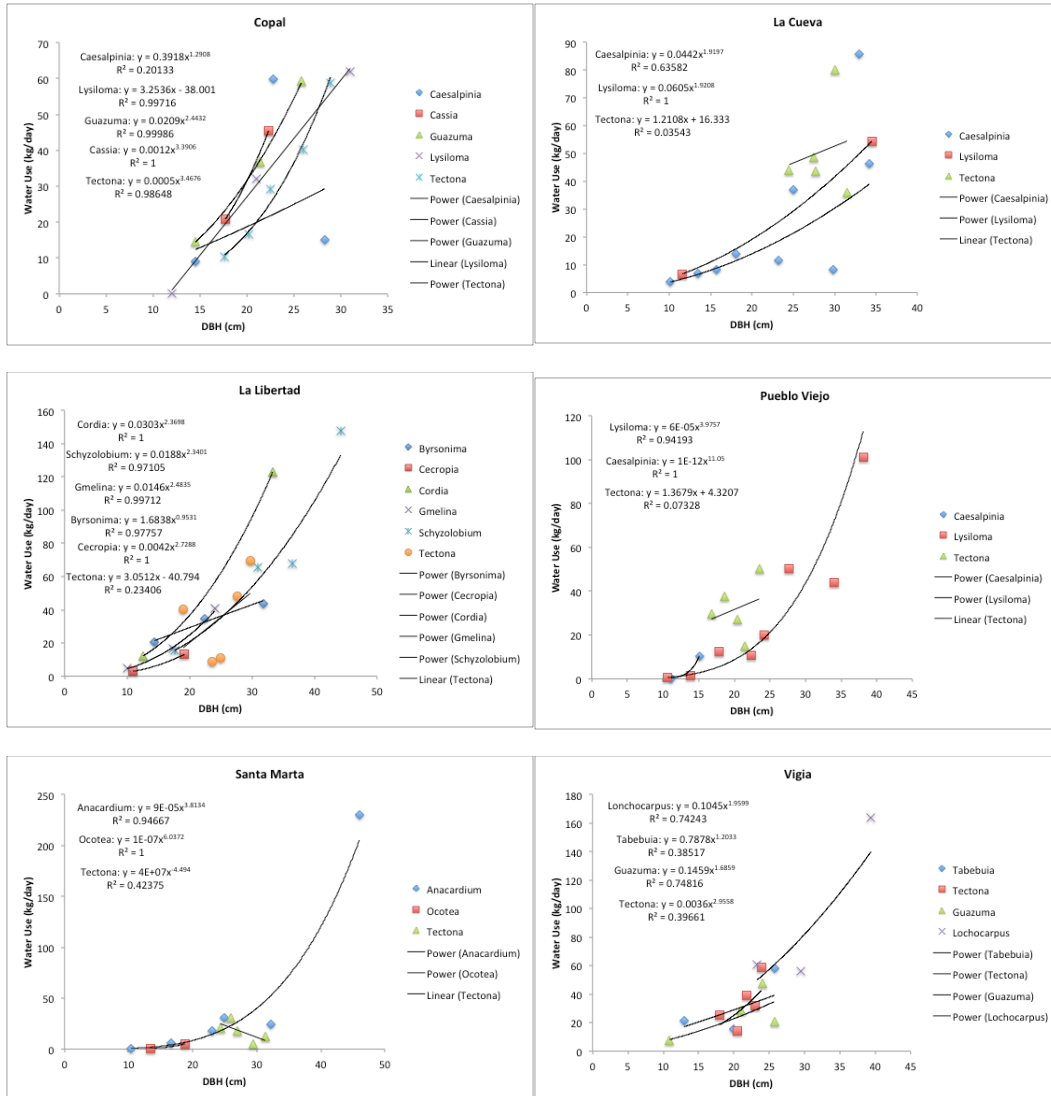 Copal
Caesalpinia: y = 0.3918x^1.2908
R² = 0.20133
Lysiloma: y = 3.2536x - 38.001
R² = 0.99716
Guazuma: y = 0.0209x^2.4432
R² = 0.99986
Cassia: y = 0.0012x^3.3906
R² = 1
Tectona: y = 0.0005x^3.4676
R² = 0.98648
Water Use (kg/day)
70
60
50
40
30
20
10
0
0 5 10 15 20 25 30 35
DBH (cm)
Caesalpinia
Cassia
Guazuma
Lysiloma
Tectona
Power (Caesalpinia)
Power (Cassia)
Power (Guazuma)
Linear (Lysiloma)
Power (Tectona)
La Cueva
Caesalpinia: y = 0.0442x^1.9197
R² = 0.63582
Lysiloma: y = 0.0605x^1.9208
R² = 1
Tectona: y = 1.2108x + 16.333
R² = 0.03543
Water Use (kg/day)
90
80
70
60
50
40
30
20
10
0
0 5 10 15 20 25 30 35 40
DBH (cm)
Caesalpinia
Lysiloma
Tectona
Power (Caesalpinia)
Power (Lysiloma)
Linear (Tectona)
La Libertad
Cordia: y = 0.0303x^2.3698
R² = 1
Schyzolobium: y = 0.0188x^2.3401
R² = 0.97105
Gmelina: y = 0.0146x^2.4835
R² = 0.99712
Byrsonima: y = 1.6838x^0.9531
R² = 0.97757
Cecropia: y = 0.0042x^2.7288
R² = 1
Tectona: y = 3.0512x - 40.794
R² = 0.23406
Water Use (kg/day)
160
140
120
100
80
60
40
20
0
0 10 20 30 40 50
DBH (cm)
Byrsonima
Cecropia
Cordia
Gmelina
Schyzolobium
Tectona
Power (Byrsonima)
Power (Cecropia)
Power (Cordia)
Power (Gmelina)
Power (Schyzolobium)
Linear (Tectona)
Pueblo Viejo
Lysiloma: y = 6E-05x^3.9757
R² = 0.94193
Caesalpinia: y = 1E-12x^11.05
R² = 1
Tectona: y = 1.3679x + 4.3207
R² = 0.07328
Water Use (kg/day)
120
100
80
60
40
20
0
0 5 10 15 20 25 30 35 40 45
DBH (cm)
Caesalpinia
Lysiloma
Tectona
Power (Caesalpinia)
Power (Lysiloma)
Linear (Tectona)
Santa Marta
Anacardium: y = 9E-05x^3.8134
R² = 0.94667
Ocotea: y = 1E-07x^6.0372
R² = 1
Tectona: y = 4E+07x^-4.494
R² = 0.42375
Water Use (kg/day)
250
200
150
100
50
0
0 10 20 30 40 50
DBH (cm)
Anacardium
Ocotea
Tectona
Power (Anacardium)
Power (Ocotea)
Linear (Tectona)
Vigia
Lonchocarpus: y = 0.1045x^1.9599
R² = 0.74243
Tabebuia: y = 0.7878x^1.2033
R² = 0.38517
Guazuma: y = 0.1459x^1.6859
R² = 0.74816
Tectona: y = 0.0036x^2.9558
R² = 0.39661
Water Use (kg/day)
180
160
140
120
100
80
60
40
20
0
0 5 10 15 20 25 30 35 40 45
DBH (cm)
Tabebuia
Tectona
Guazuma
Lochocarpus
Power (Tabebuia)
Power (Tectona)
Power (Guazuma)
Power (Lochocarpus)